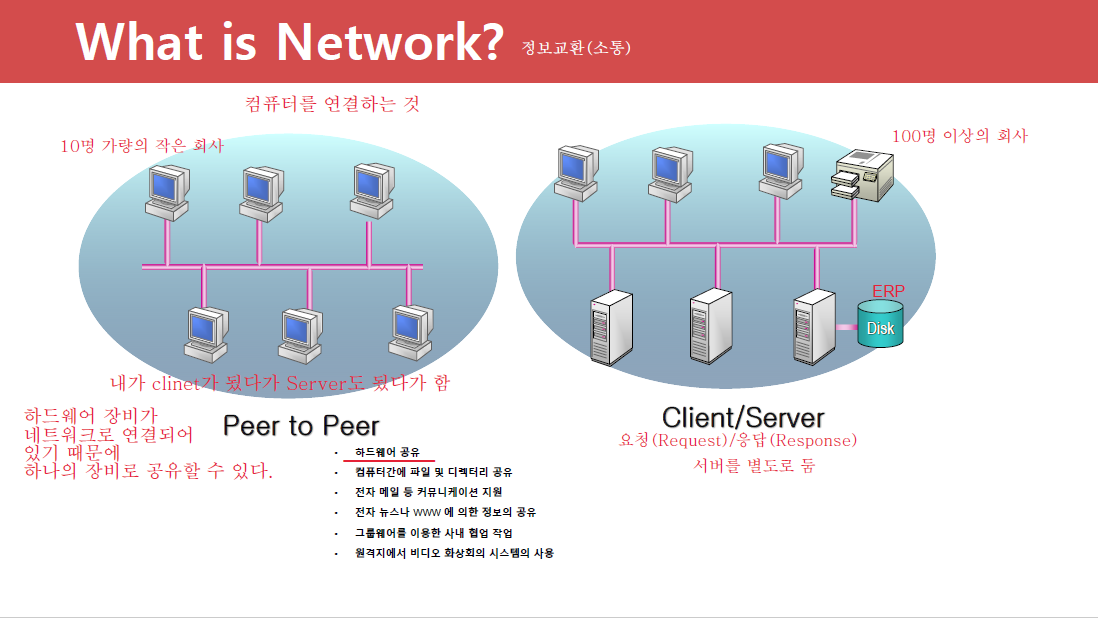 What is Network? 정보교환(소통)
컴퓨터를 연결하는 것
10명 가량의 작은 회사
100명 이상의 회사
ERP
Disk
내가 clinet가 됬다가 Server도 됬다가 함
하드웨어 장비가
네트워크로 연결되어
있기 때문에
하나의 장비로 공유할 수 있다.
Peer to Peer
• 하드웨어 공유
• 컴퓨터간에 파일 및 디렉터리 공유
• 전자 메일 등 커뮤니케이션 지원
• 전자 뉴스나 WWW 에 의한 정보의 공유
• 그룹웨어를 이용한 사내 협업 작업
• 원격지에서 비디오 화상회의 시스템의 사용
Client/Server
요청(Request)/응답(Response)
서버를 별도로 둠